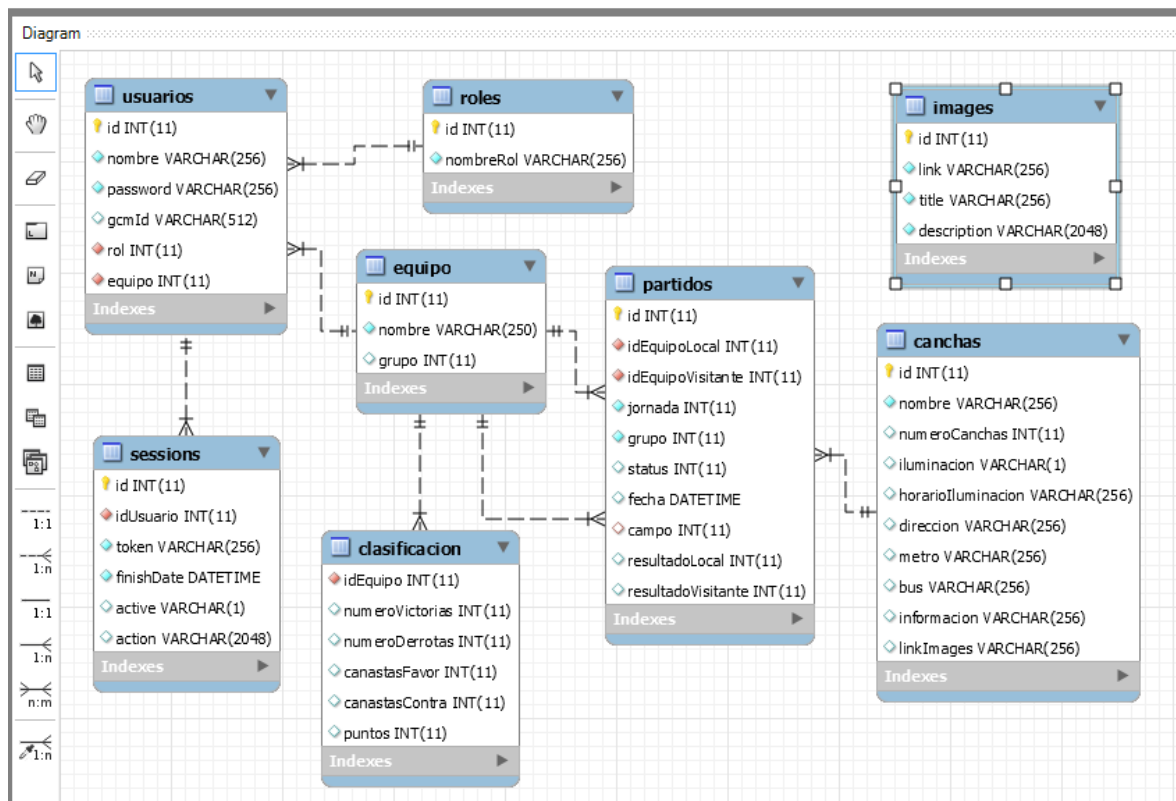 Diagram
usuarios
id INT(11)
nombre VARCHAR(256)
password VARCHAR(256)
gcmId VARCHAR(512)
rol INT(11)
equipo INT(11)
Indexes
roles
id INT(11)
nombreRol VARCHAR(256)
Indexes
images
id INT(11)
link VARCHAR(256)
title VARCHAR(256)
description VARCHAR(2048)
Indexes
equipo
id INT(11)
nombre VARCHAR(250)
grupo INT(11)
Indexes
partidos
id INT(11)
idEquipoLocal INT(11)
idEquipoVisitante INT(11)
jornada INT(11)
grupo INT(11)
status INT(11)
fecha DATETIME
campo INT(11)
resultadoLocal INT(11)
resultadoVisitante INT(11)
Indexes
canchas
id INT(11)
nombre VARCHAR(256)
numeroCanchas INT(11)
iluminacion VARCHAR(1)
horarioIluminacion VARCHAR(256)
direccion VARCHAR(256)
metro VARCHAR(256)
bus VARCHAR(256)
informacion VARCHAR(256)
linkImages VARCHAR(256)
Indexes
sessions
id INT(11)
idUsuario INT(11)
token VARCHAR(256)
finishDate DATETIME
active VARCHAR(1)
action VARCHAR(2048)
Indexes
clasificacion
idEquipo INT(11)
numeroVictorias INT(11)
numeroDerrotas INT(11)
canastasFavor INT(11)
canastasContra INT(11)
puntos INT(11)
Indexes
1:1
1:n
1:1
1:n
n:m
1:n